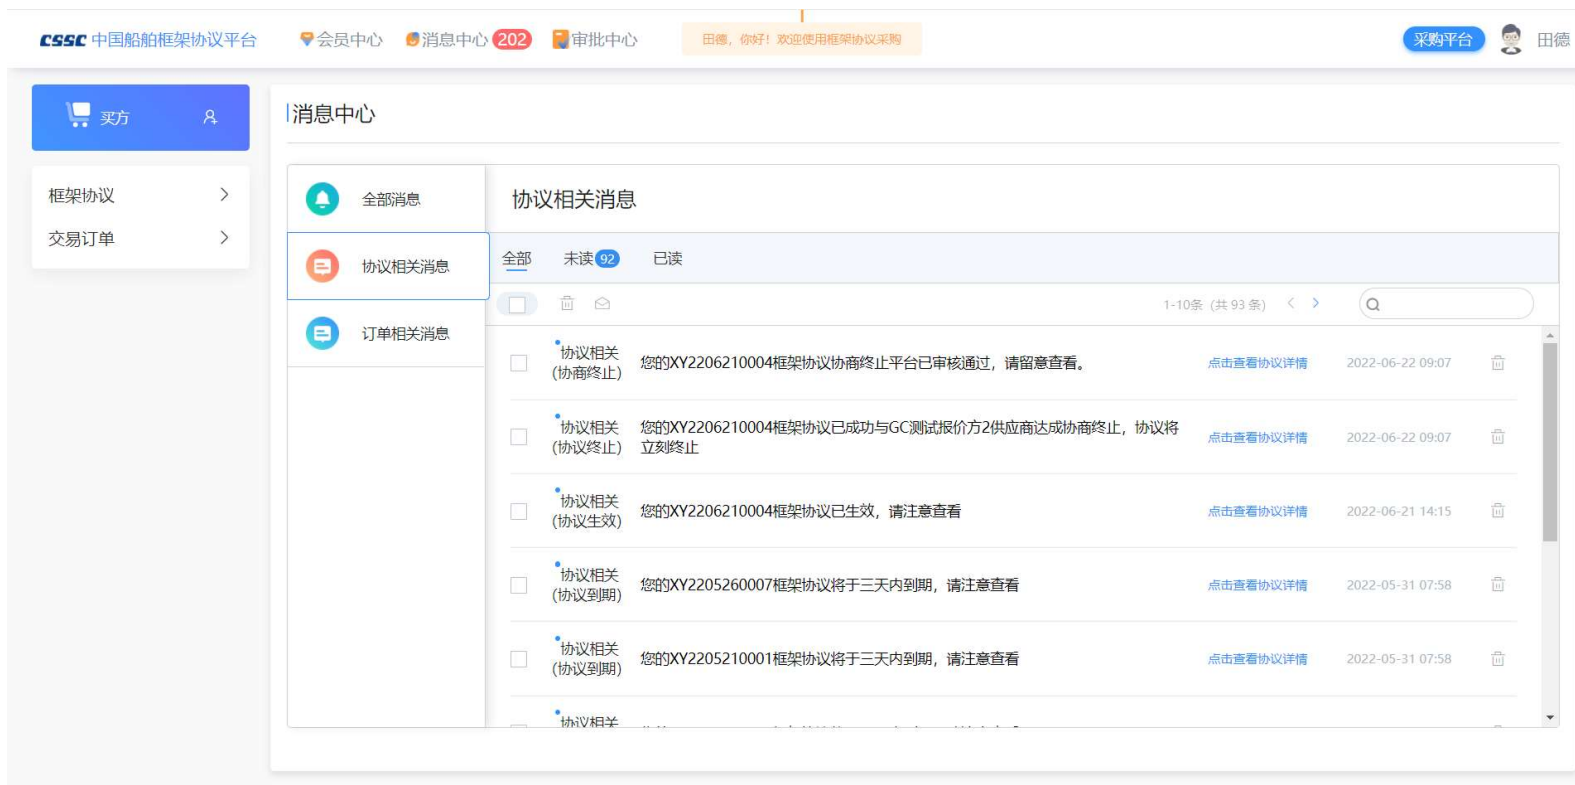 CSSC 中国船舶框架协议平台
会员中心
消息中心 202
审批中心
田德，你好！欢迎使用框架协议采购
采购平台
田德
买方
框架协议
交易订单
消息中心
全部消息
协议相关消息
订单相关消息
协议相关消息
全部 未读 92 已读
1-10条 (共 93 条)
协议相关
(协商终止)
您的XY2206210004框架协议协商终止平台已审核通过，请留意查看。
点击查看协议详情
2022-06-22 09:07
协议相关
(协议终止)
您的XY2206210004框架协议已成功与GC测试报价方2供应商达成协商终止，协议将
立刻终止
点击查看协议详情
2022-06-22 09:07
协议相关
(协议生效)
您的XY2206210004框架协议已生效，请注意查看
点击查看协议详情
2022-06-21 14:15
协议相关
(协议到期)
您的XY2205260007框架协议将于三天内到期，请注意查看
点击查看协议详情
2022-05-31 07:58
协议相关
(协议到期)
您的XY2205210001框架协议将于三天内到期，请注意查看
点击查看协议详情
2022-05-31 07:58
协议相关